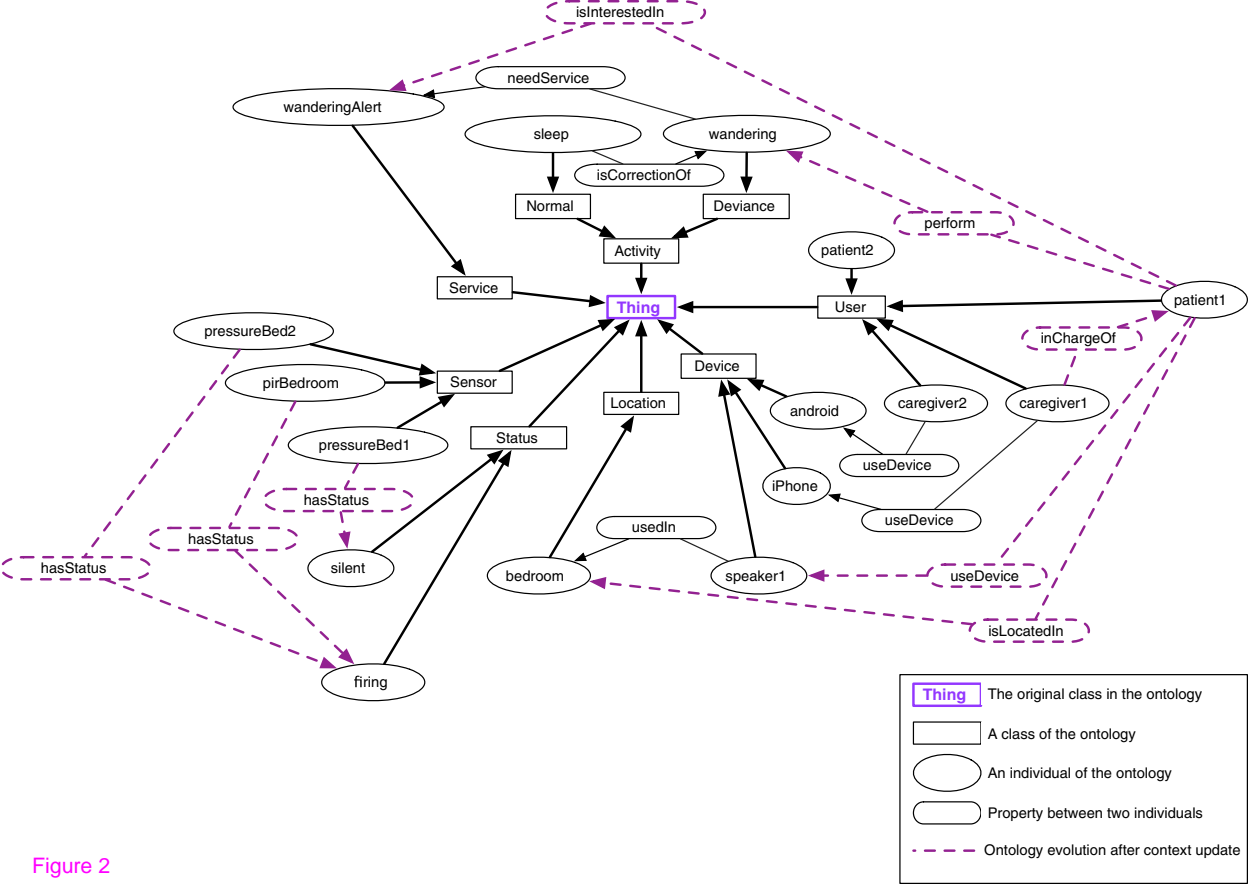 isInterestedIn
needService
wanderingAlert
sleep
wandering
isCorrectionOf
Normal
Deviance
perform
Activity
patient2
Service
Thing
User
patient1
pressureBed2
inChargeOf
Device
pirBedroom
Sensor
Location
android
caregiver2
caregiver1
pressureBed1
Status
useDevice
iPhone
hasStatus
useDevice
usedIn
hasStatus
hasStatus
silent
bedroom
speaker1
useDevice
isLocatedIn
firing
Thing The original class in the ontology
A class of the ontology
An individual of the ontology
Property between two individuals
Ontology evolution after context update
Figure 2